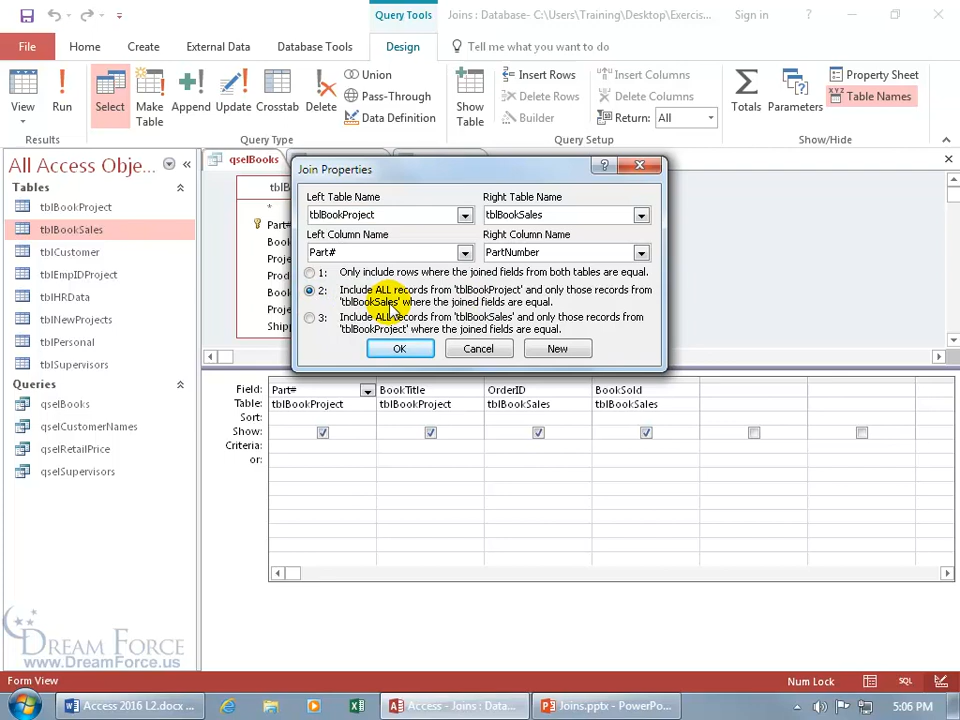 Query Tools
Joins : Database- C:\Users\Training\Desktop\Exercis...
Sign in
File
Home
Create
External Data
Database Tools
Design
Tell me what you want to do
View
Run
Select
Make Table
Append
Update
Crosstab
Delete
Union
Pass-Through
Data Definition
Show Table
Insert Rows
Delete Rows
Builder
Insert Columns
Delete Columns
Return: All
Totals
Parameters
Property Sheet
Table Names
Results
Query Type
Query Setup
Show/Hide
All Access Obje...
Tables
tblBookProject
tblBookSales
tblCustomer
tblEmpIDProject
tblHRData
tblNewProjects
tblPersonal
tblSupervisors
Queries
qselBooks
qselCustomerNames
qselRetailPrice
qselSupervisors
qselBooks
tblB
*
Part#
Book
Proje
Prod
Book
Proje
Shipp
Join Properties
Left Table Name
Right Table Name
tblBookProject
tblBookSales
Left Column Name
Right Column Name
Part#
PartNumber
1: Only include rows where the joined fields from both tables are equal.
2: Include ALL records from 'tblBookProject' and only those records from
'tblBookSales' where the joined fields are equal.
3: Include ALL records from 'tblBookSales' and only those records from
'tblBookProject' where the joined fields are equal.
OK
Cancel
New
Field: Part# BookTitle OrderID BookSold
Table: tblBookProject tblBookProject tblBookSales tblBookSales
Sort:
Show:
Criteria:
or:
DREAM FORCE
www.DreamForce.us
Form View
Num Lock
SQL
Access 2016 L2.docx ...
Access - Joins : Data...
Joins.pptx - PowerPo...
5:06 PM